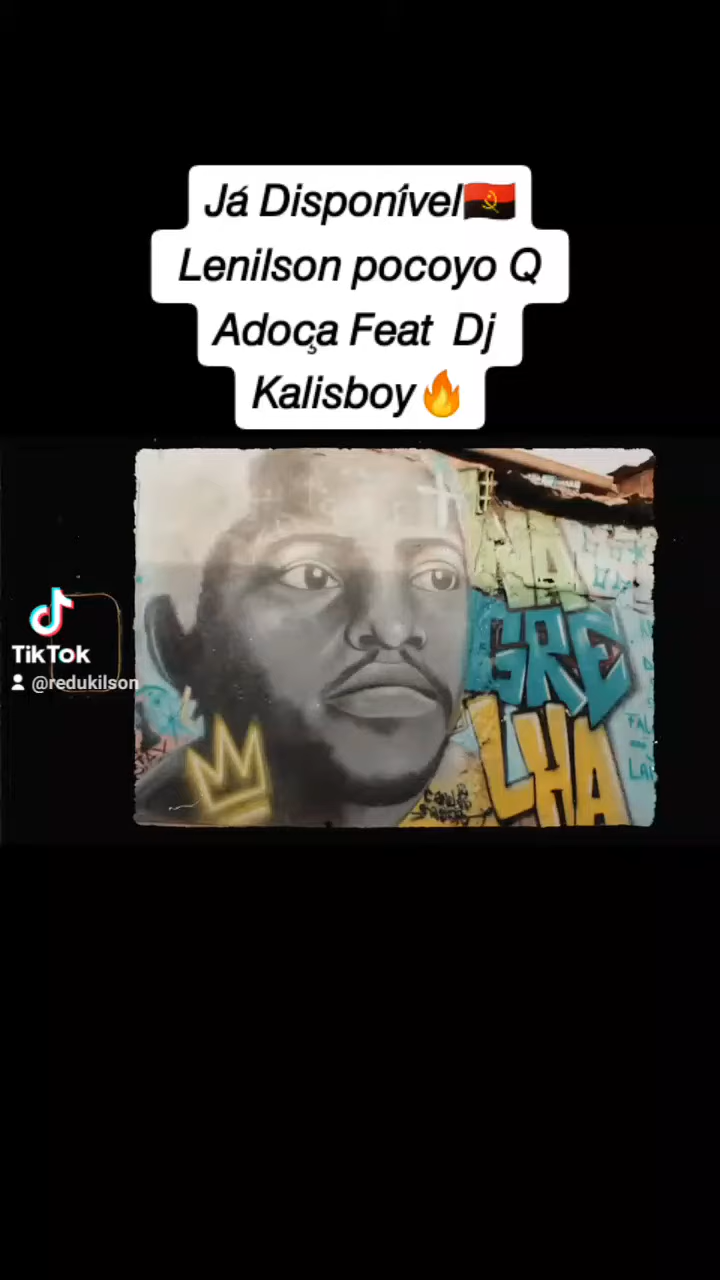 Já Disponível🇦🇴
Lenilson pocoyo Q
Adoça Feat Dj
Kalisboy🔥
GRE
LHA
TikTok
@redukilson